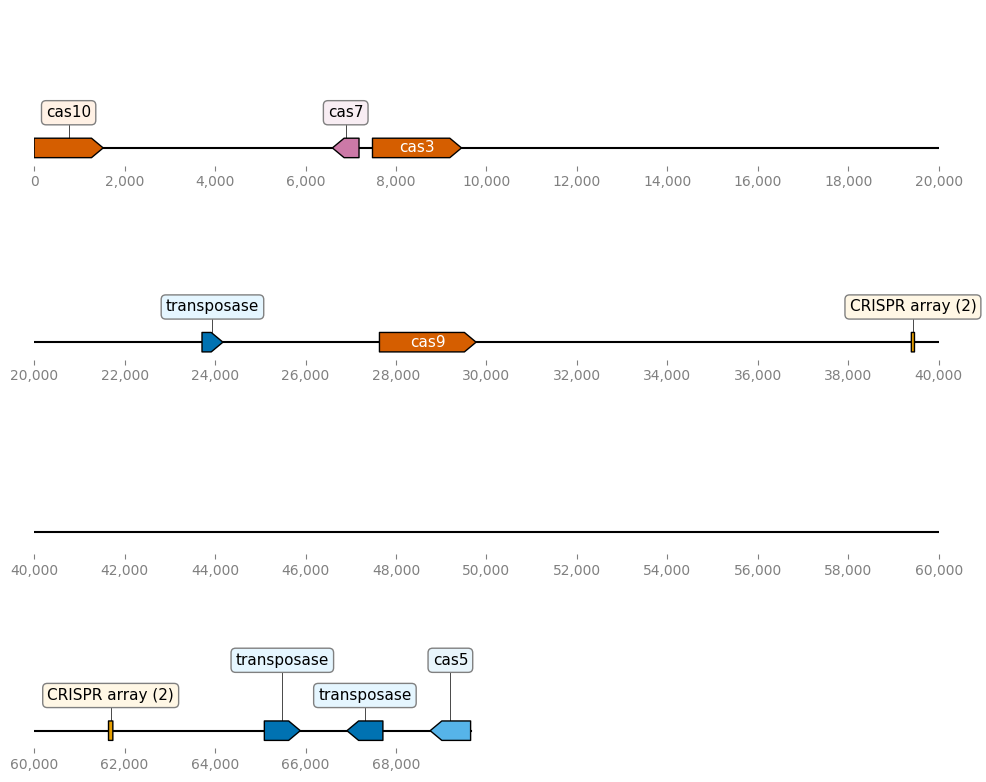 cas10 cas7
cas3
0 2,000 4,000 6,000 8,000 10,000 12,000 14,000 16,000 18,000 20,000
transposase CRISPR array (2)
cas9
20,000 22,000 24,000 26,000 28,000 30,000 32,000 34,000 36,000 38,000 40,000
40,000 42,000 44,000 46,000 48,000 50,000 52,000 54,000 56,000 58,000 60,000
transposase cas5
CRISPR array (2) transposase
60,000 62,000 64,000 66,000 68,000